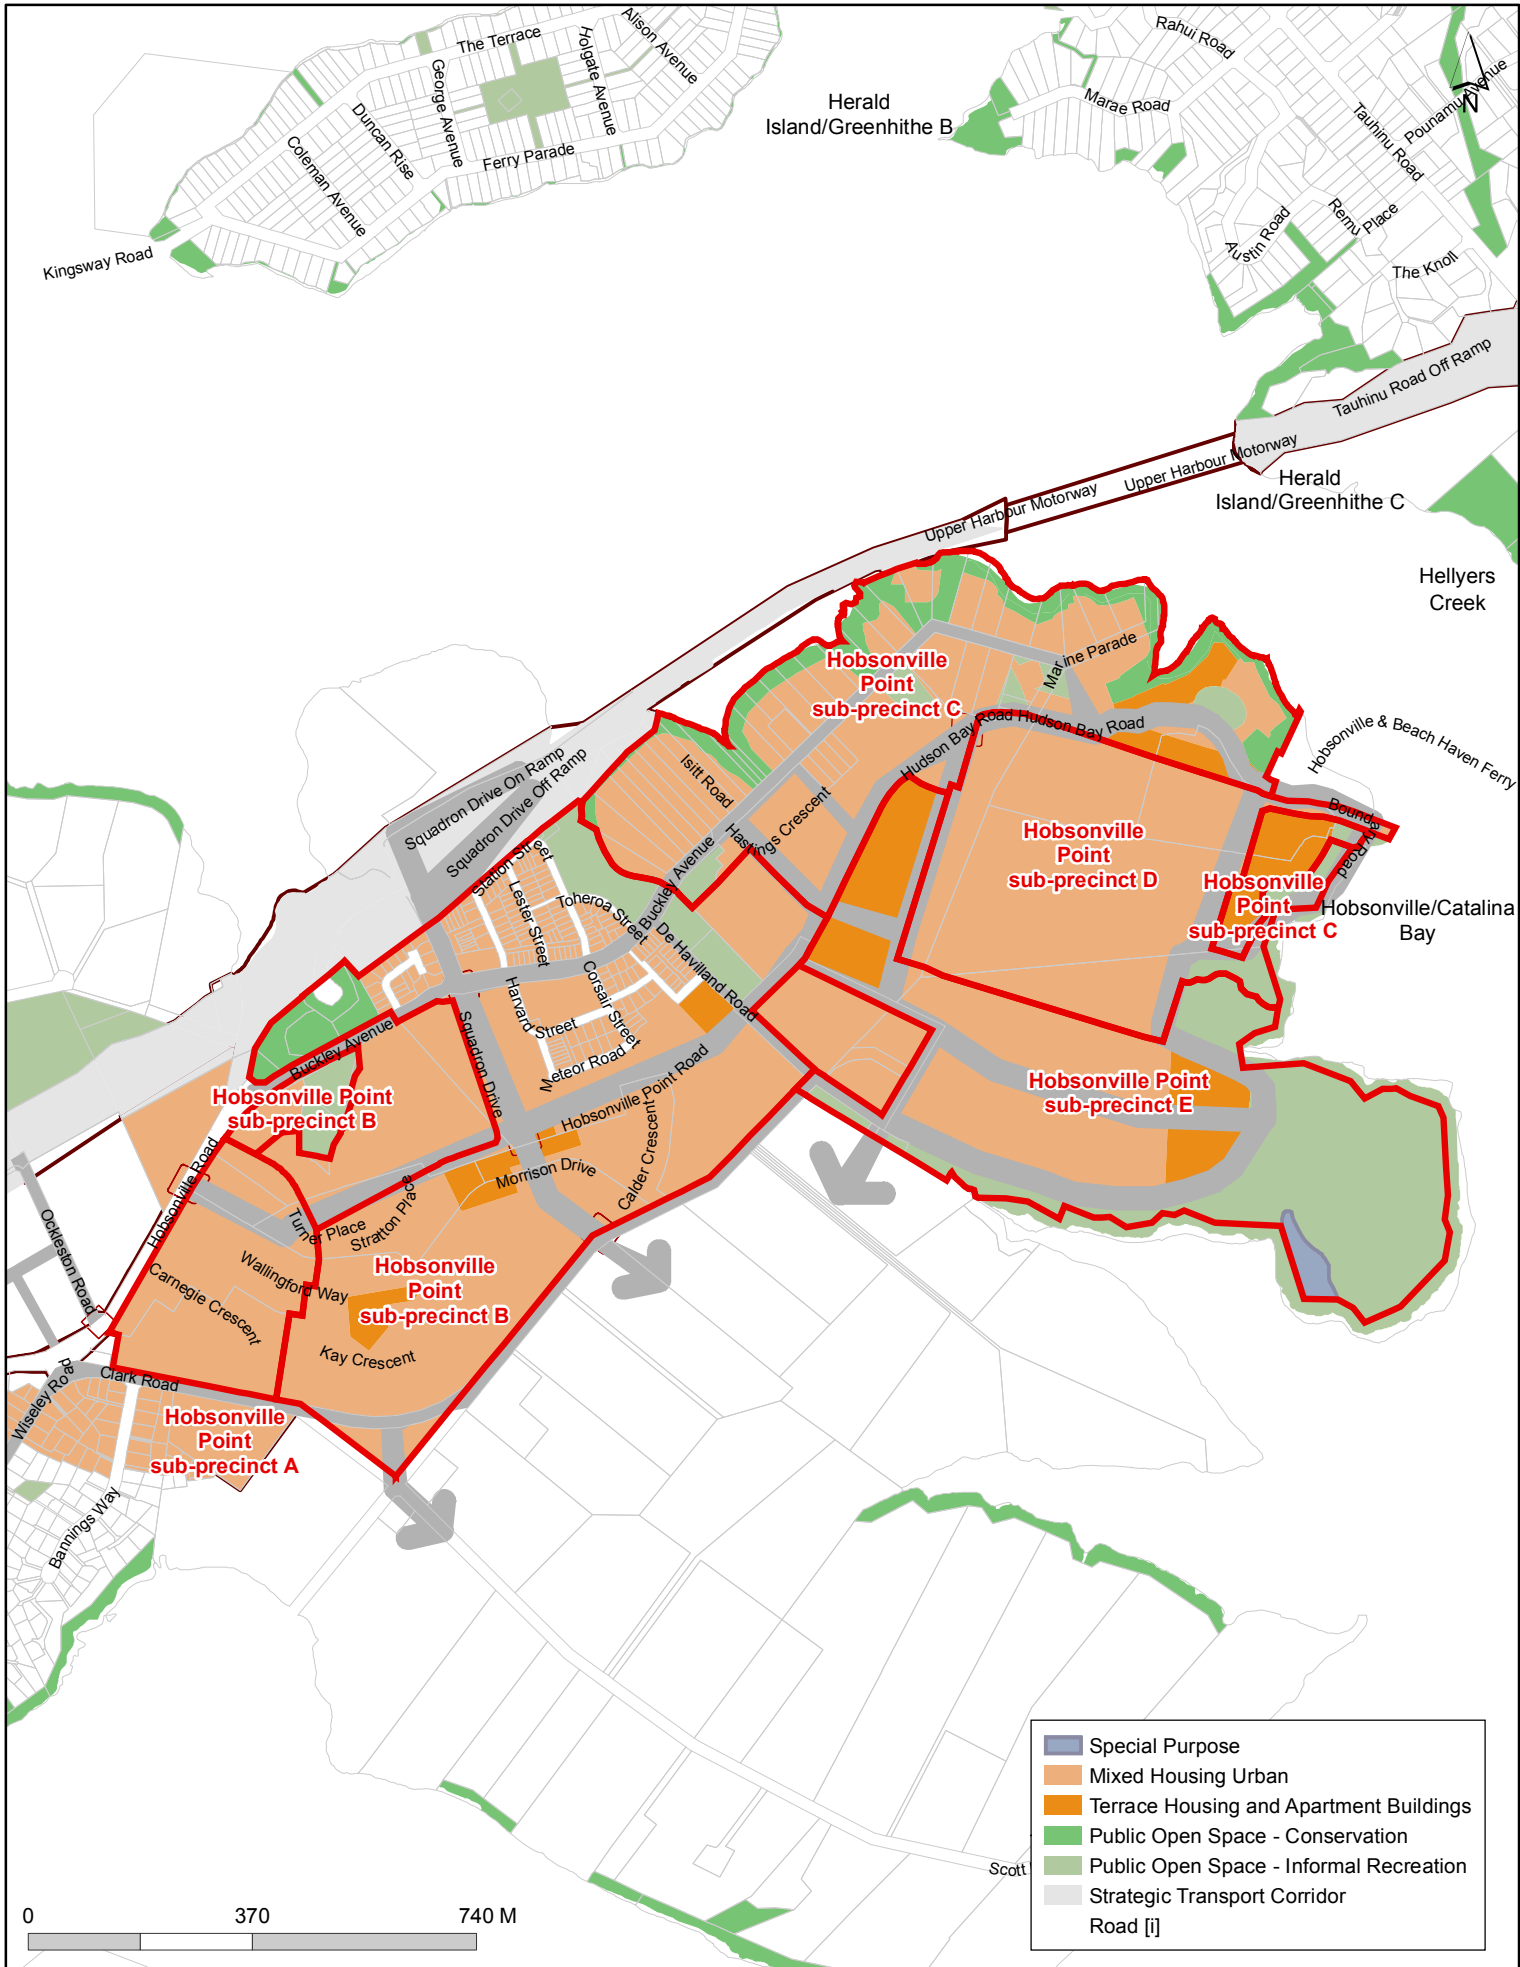 The Terrace
Alison Avenue
Holgate Avenue
George Avenue
Duncan Rise
Coleman Avenue
Ferry Parade
Kingsway Road
Herald
Island/Greenhithe B
Rahui Road
Marae Road
Tauhinu Road
Pounamu Avenue
N
Remu Place
Austin Road
The Knoll
Tauhinu Road Off Ramp
Upper Harbour Motorway
Upper Harbour Motorway
Herald
Island/Greenhithe C
Hellyers
Creek
Hobsonville
Point
sub-precinct C
Marine Parade
Hudson Bay Road
Hudson Bay Road
Hobsonville & Beach Haven Ferry
Isitt Road
Squadron Drive On Ramp
Squadron Drive Off Ramp
Hastings Crescent
Boundary Road
Hobsonville
Point
sub-precinct D
Hobsonville
Point
sub-precinct C
Hobsonville/Catalina
Bay
Station Street
Lester Street
Toheroa Street
Buckley Avenue
De Havilland Road
Corsair Street
Harvard Street
Meteor Road
Squadron Drive
Buckley Avenue
Hobsonville Point
sub-precinct B
Hobsonville Point Road
Hobsonville Point
sub-precinct E
Calder Crescent
Morrison Drive
Stratton Place
Turner Place
Hobsonville Road
Ockleston Road
Wallingford Way
Carnegie Crescent
Hobsonville
Point
sub-precinct B
Kay Crescent
Clark Road
Wiseley Road
Hobsonville
Point
sub-precinct A
Bannings Way
Scott
Special Purpose
Mixed Housing Urban
Terrace Housing and Apartment Buildings
Public Open Space - Conservation
Public Open Space - Informal Recreation
Strategic Transport Corridor
Road [i]
0 370 740 M